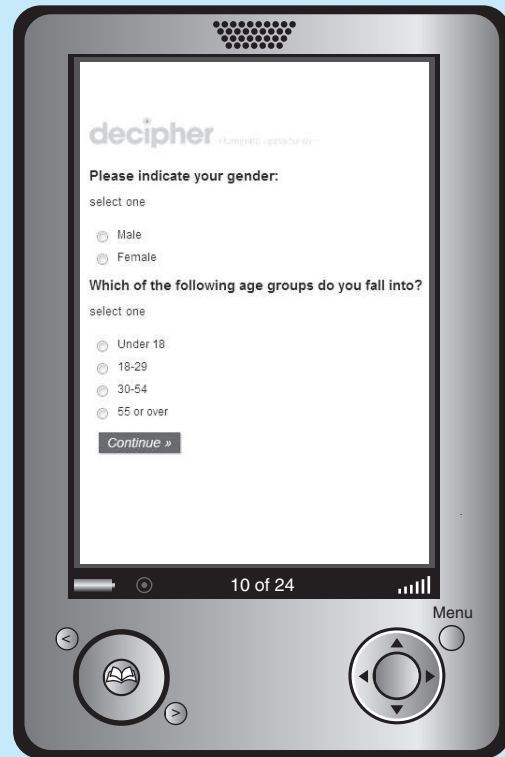 decipher
Please indicate your gender:
select one
Male
Female
Which of the following age groups do you fall into?
select one
Under 18
18-29
30-54
55 or over
Continue »
10 of 24
Menu
<
>